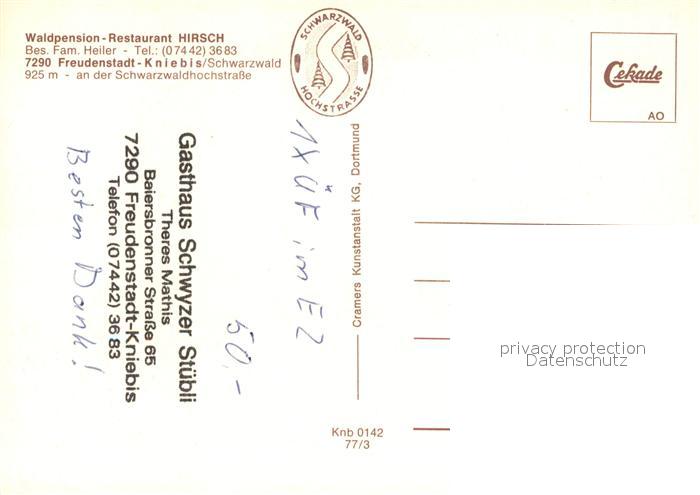 Waldpension-Restaurant HIRSCH
Bes. Fam. Heiler - Tel.: (07442) 3683
7290 Freudenstadt-Kniebis/Schwarzwald
925 m - an der Schwarzwaldhochstraße
SCHWARZWALD
HOCHSTRASSE
Cekade
AO
1x ÜF im EZ
50,-
Gasthaus Schwyzer Stübli
Theres Mathis
Baiersbronner Straße 65
7290 Freudenstadt-Kniebis
Telefon (07442) 3683
Besten Dank!
Cramers Kunstanstalt KG, Dortmund
Knb 0142
77/3
privacy protection
Datenschutz